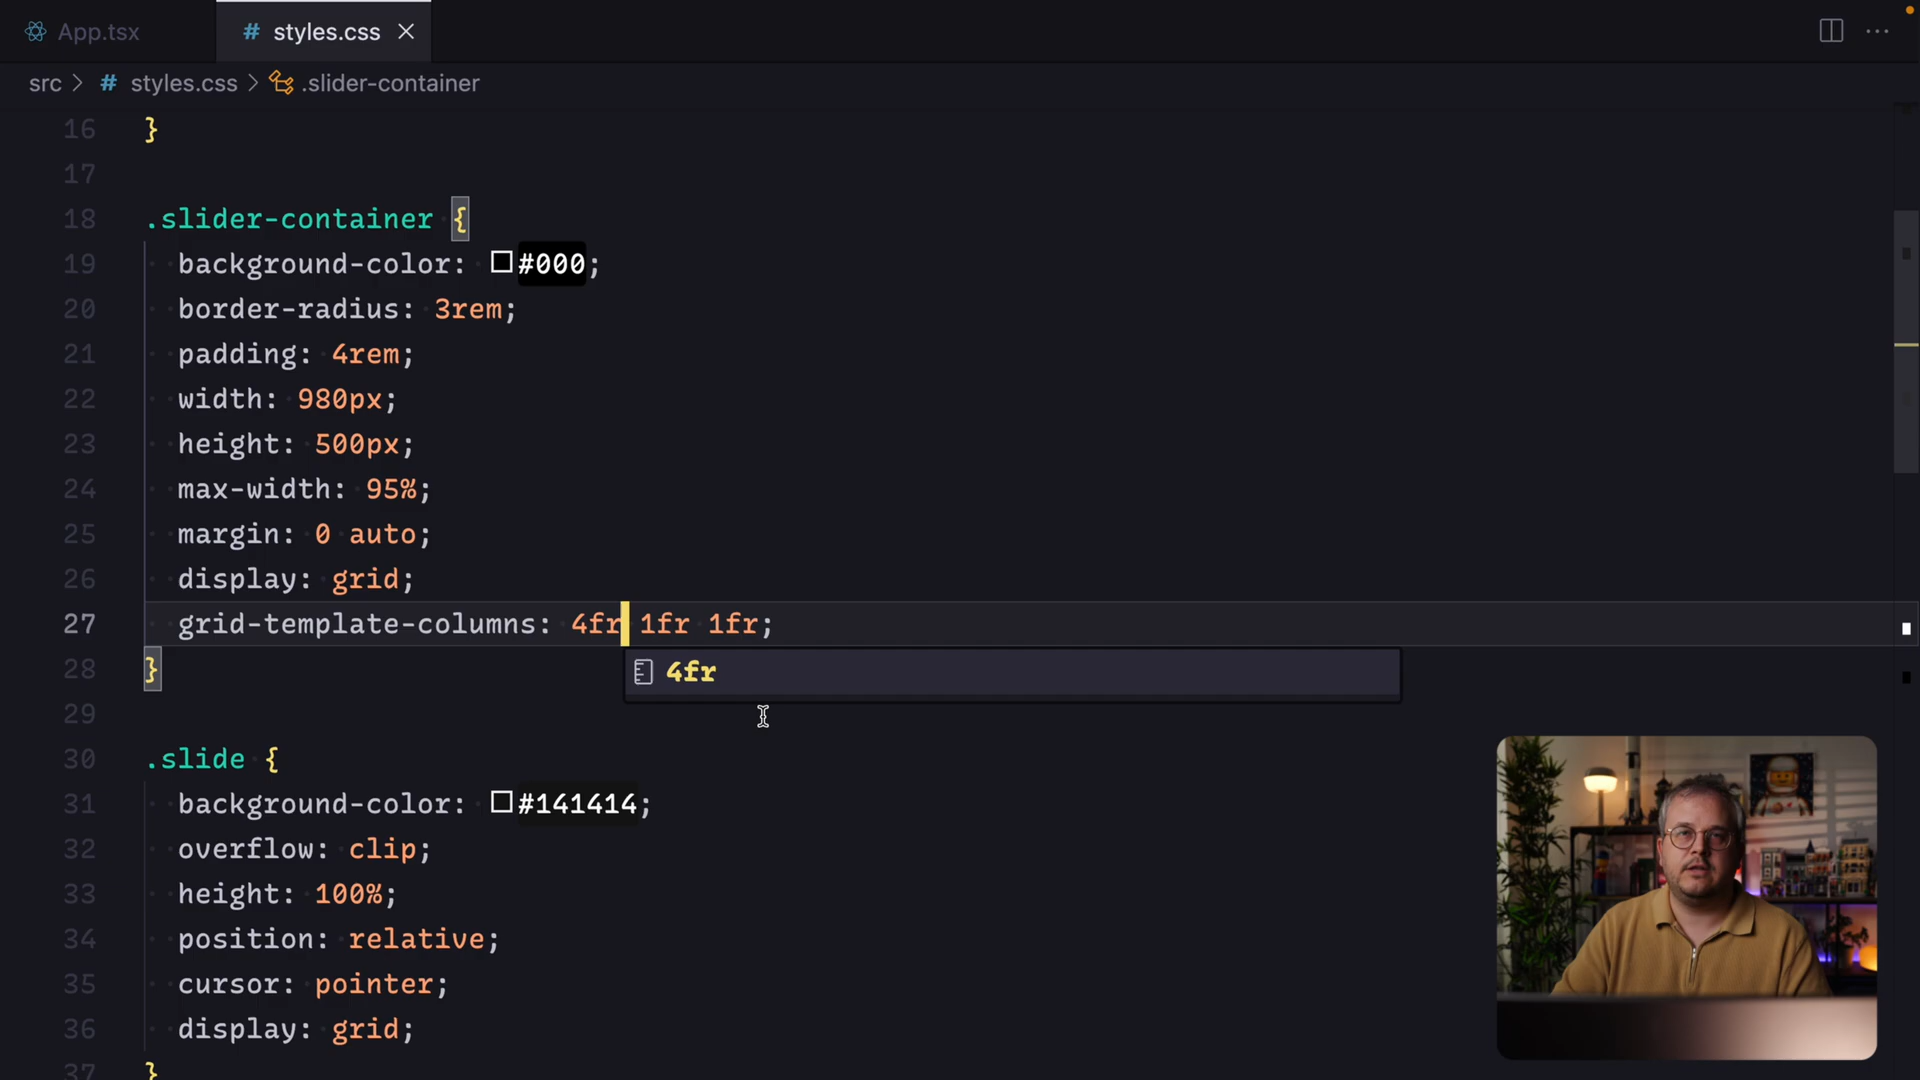 App.tsx
# styles.css
src > # styles.css > .slider-container
16 }
17
18 .slider-container {
19 background-color: #000;
20 border-radius: 3rem;
21 padding: 4rem;
22 width: 980px;
23 height: 500px;
24 max-width: 95%;
25 margin: 0 auto;
26 display: grid;
27 grid-template-columns: 4fr 1fr 1fr;
28 }
4fr
29
30 .slide {
31 background-color: #141414;
32 overflow: clip;
33 height: 100%;
34 position: relative;
35 cursor: pointer;
36 display: grid;
37 }